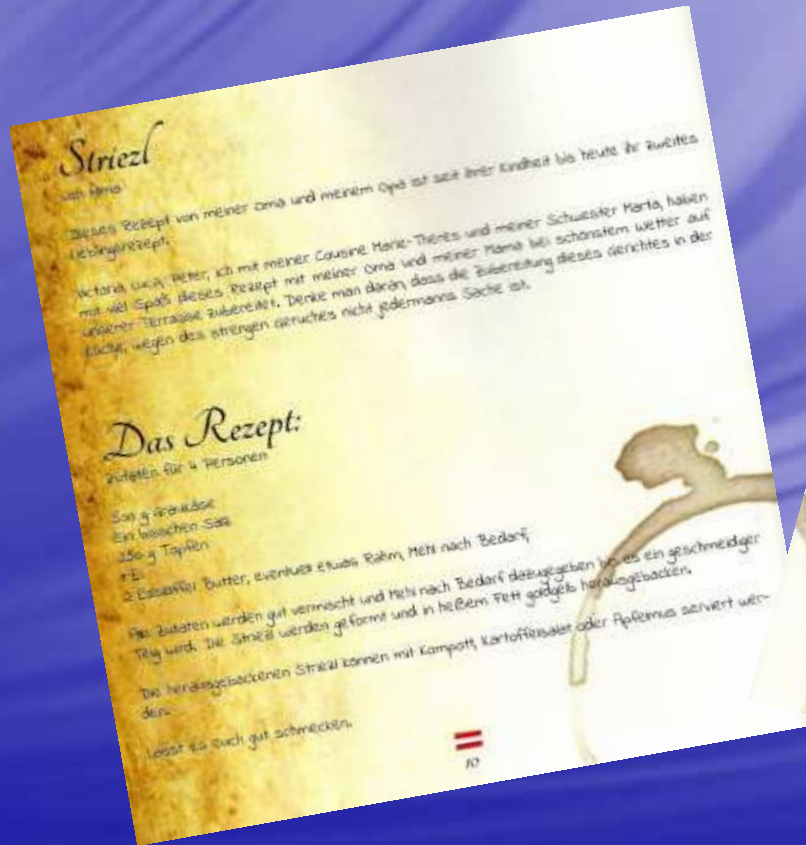 Striezl
von Maria
Dieses Rezept von meiner Oma und meinem Opa ist seit ihrer Kindheit bis heute ihr zweites
Lieblingsrezept.
Victoria, Luca, Peter, ich mit meiner Cousine Marie-Theres und meiner Schwester Marta, haben
mit viel Spaß dieses Rezept mit meiner Oma und meiner Mama bei schönstem Wetter auf
unserer Terrasse zubereitet. Denke man daran, dass die Zubereitung dieses Gerichtes in der
Küche, wegen des strengen Geruches nicht jedermanns Sache ist.
Das Rezept:
Zutaten für 4 Personen
500 g Graukäse
Ein bisschen Salz
250 g Topfen
1 Ei
2 Esslöffel Butter, eventuell etwas Rahm, Mehl nach Bedarf,
Alle Zutaten werden gut vermischt und Mehl nach Bedarf dazugegeben bis es ein geschmeidiger
Teig wird. Die Striezl werden geformt und in heißem Fett goldgelb herausgebacken.
Die herausgebackenen Striezl können mit Kompott, Kartoffelsalat oder Apfelmus serviert wer-
den.
Lasst es euch gut schmecken.
10